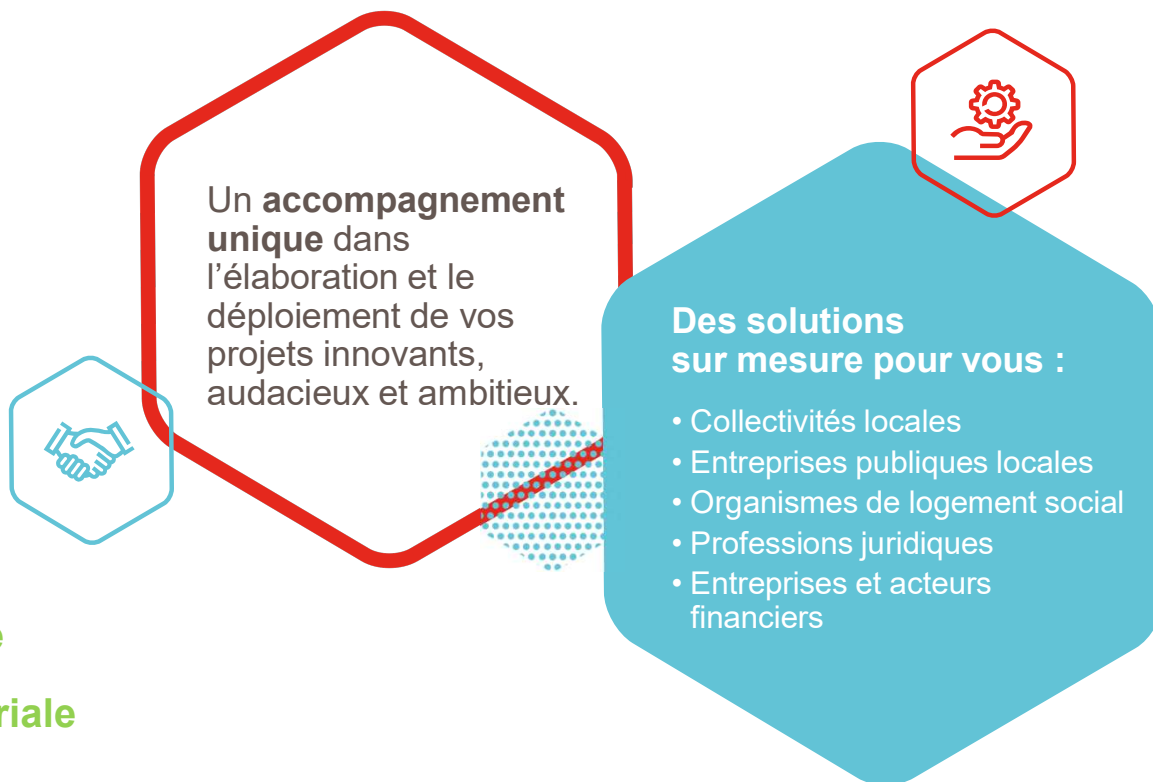 Un accompagnement
unique dans
l’élaboration et le
déploiement de vos
projets innovants,
audacieux et ambitieux.
Des solutions
sur mesure pour vous :
• Collectivités locales
• Entreprises publiques locales
• Organismes de logement social
• Professions juridiques
• Entreprises et acteurs
financiers
riale